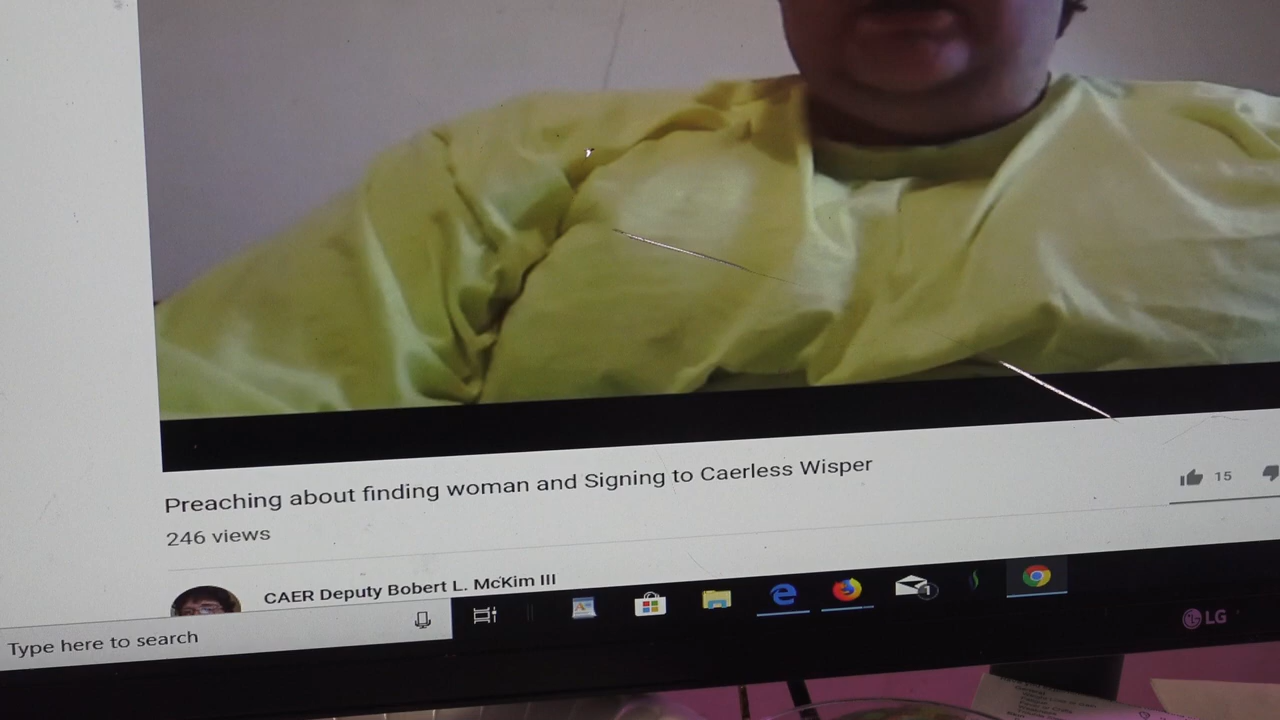 Preaching about finding woman and Signing to Caerless Wisper
15
246 views
CAER Deputy Bobert L. McKim III
1
Type here to search
LG